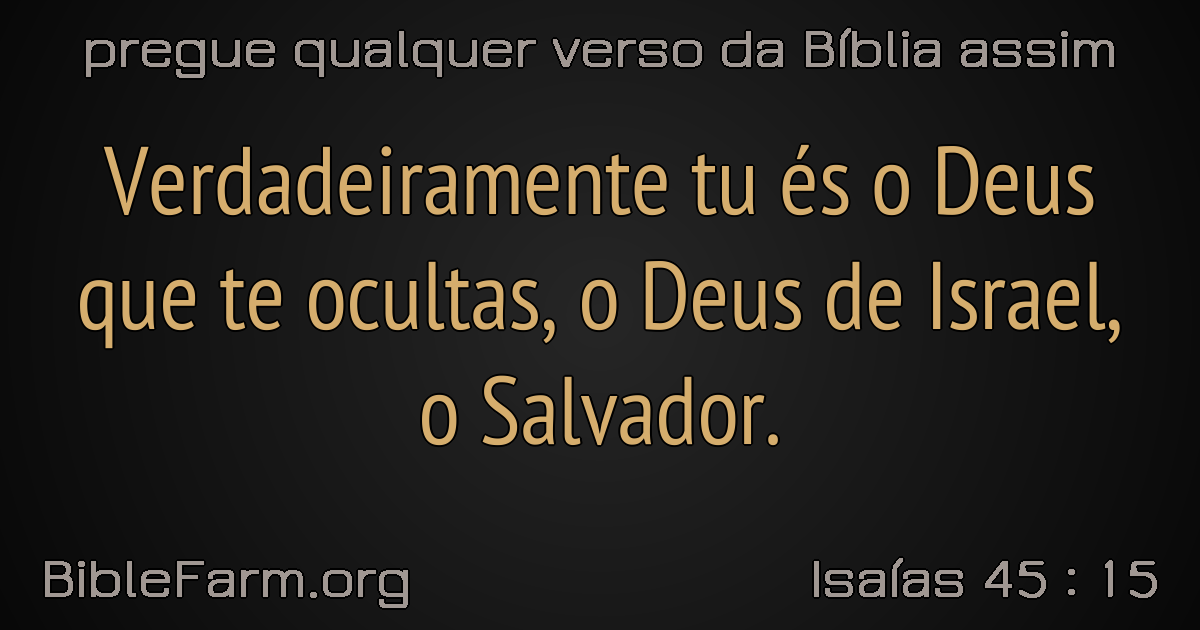 pregue qualquer verso da Bíblia assim
Verdadeiramente tu és o Deus
que te ocultas, o Deus de Israel,
o Salvador.
BibleFarm.org
Isaías 45 : 15